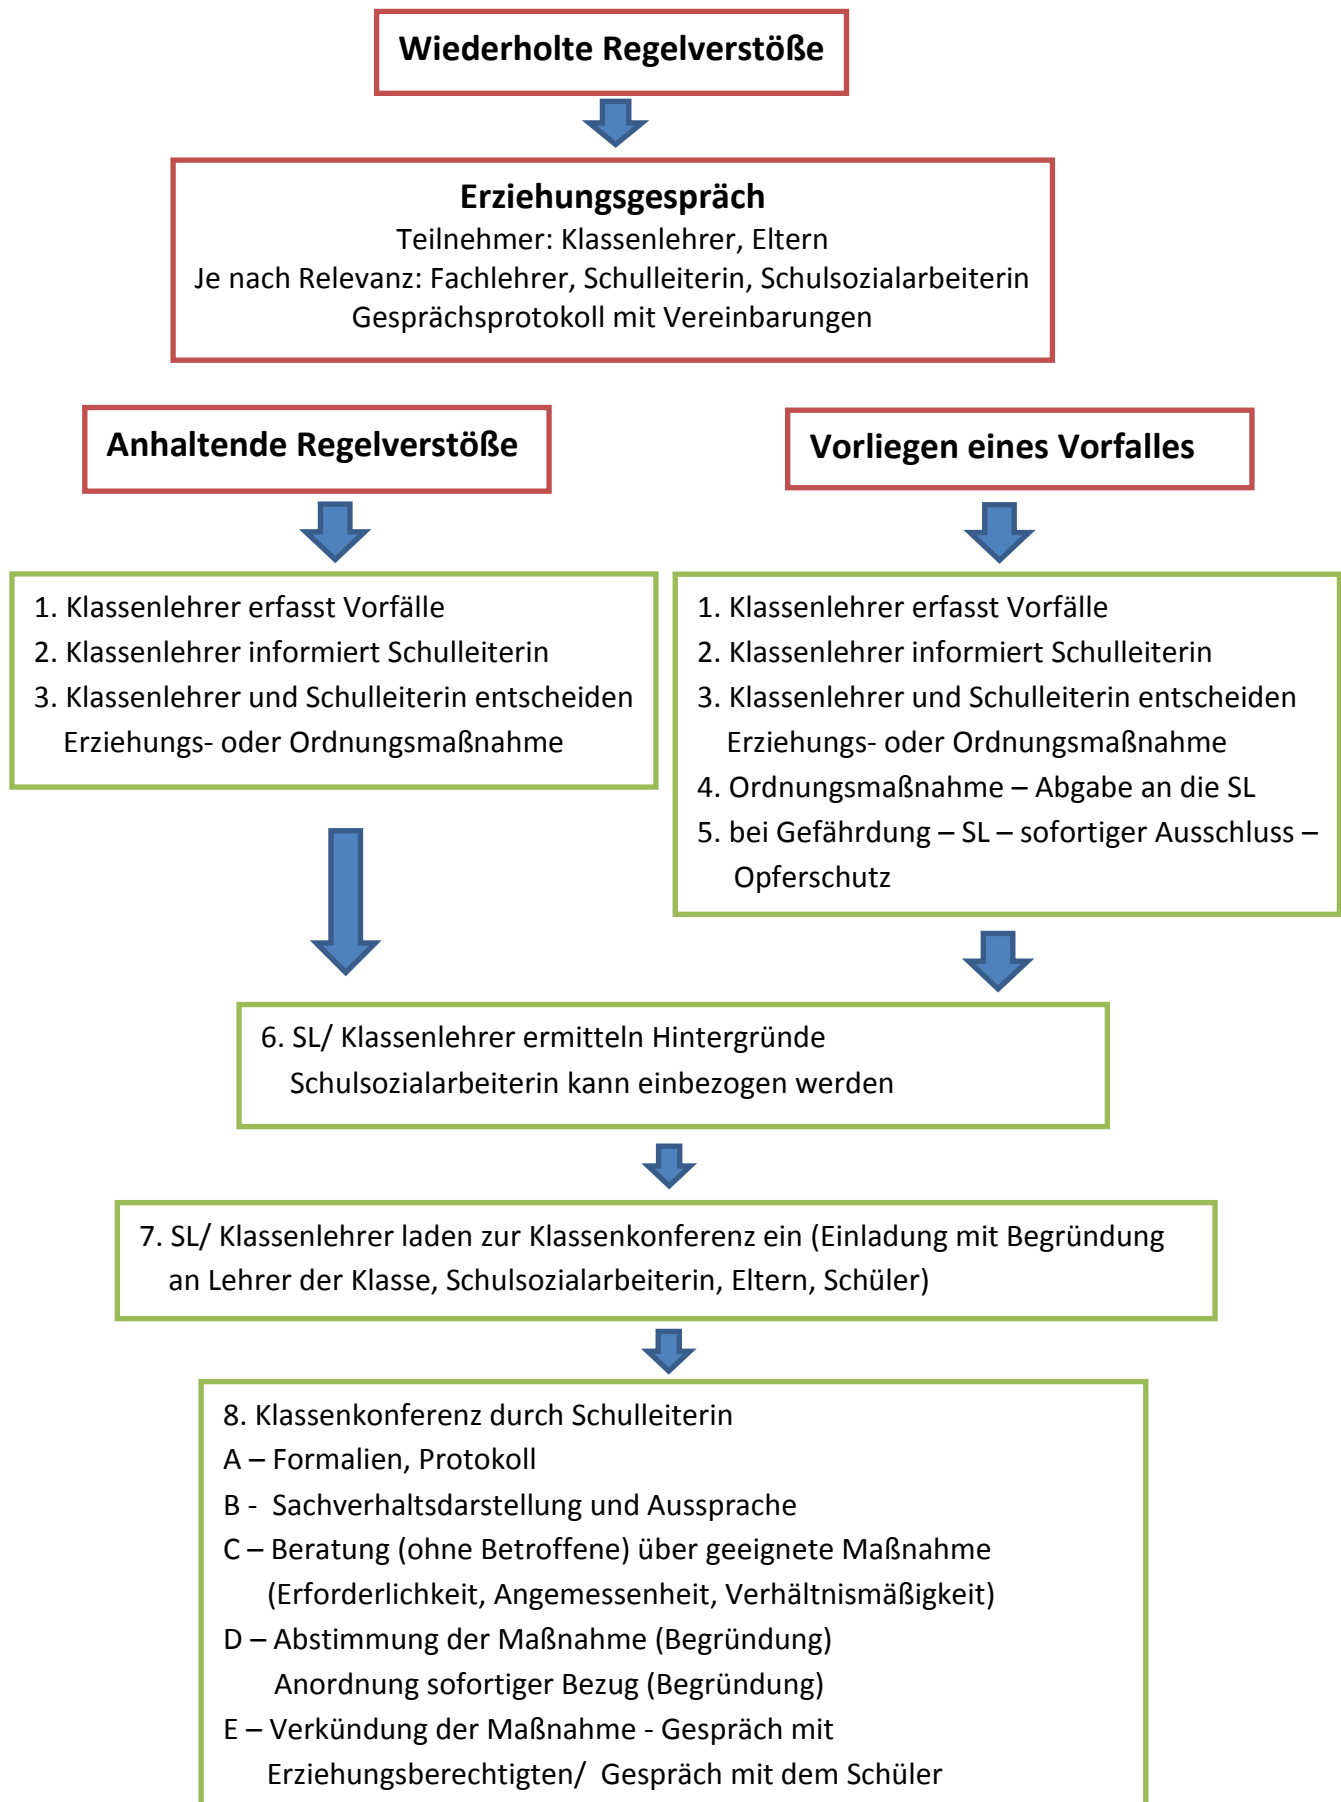 Wiederholte Regelverstöße
Erziehungsgespräch
Teilnehmer: Klassenlehrer, Eltern
Je nach Relevanz: Fachlehrer, Schulleiterin, Schulsozialarbeiterin
Gesprächsprotokoll mit Vereinbarungen
Anhaltende Regelverstöße
1. Klassenlehrer erfasst Vorfälle
2. Klassenlehrer informiert Schulleiterin
3. Klassenlehrer und Schulleiterin entscheiden
Erziehungs- oder Ordnungsmaßnahme
Vorliegen eines Vorfalles
1. Klassenlehrer erfasst Vorfälle
2. Klassenlehrer informiert Schulleiterin
3. Klassenlehrer und Schulleiterin entscheiden
Erziehungs- oder Ordnungsmaßnahme
4. Ordnungsmaßnahme – Abgabe an die SL
5. bei Gefährdung – SL – sofortiger Ausschluss –
Opferschutz
6. SL/ Klassenlehrer ermitteln Hintergründe
Schulsozialarbeiterin kann einbezogen werden
7. SL/ Klassenlehrer laden zur Klassenkonferenz ein (Einladung mit Begründung
an Lehrer der Klasse, Schulsozialarbeiterin, Eltern, Schüler)
8. Klassenkonferenz durch Schulleiterin
A – Formalien, Protokoll
B - Sachverhaltsdarstellung und Aussprache
C – Beratung (ohne Betroffene) über geeignete Maßnahme
(Erforderlichkeit, Angemessenheit, Verhältnismäßigkeit)
D – Abstimmung der Maßnahme (Begründung)
Anordnung sofortiger Bezug (Begründung)
E – Verkündung der Maßnahme - Gespräch mit
Erziehungsberechtigten/ Gespräch mit dem Schüler